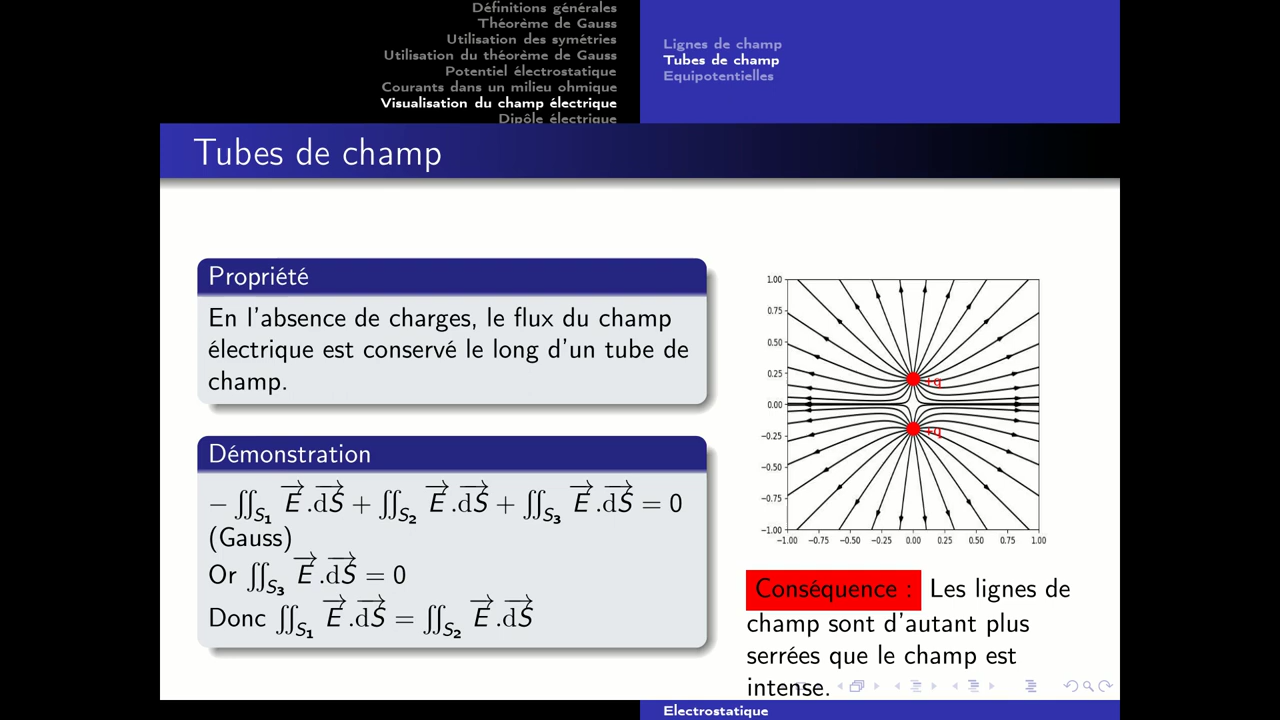 Définitions générales
Théorème de Gauss
Utilisation des symétries
Utilisation du théorème de Gauss
Potentiel électrostatique
Courants dans un milieu ohmique
Visualisation du champ électrique
Dipôle électrique
Lignes de champ
Tubes de champ
Equipotentielles
Tubes de champ
Propriété
En l'absence de charges, le flux du champ
électrique est conservé le long d'un tube de
champ.
Démonstration
− ∬_S₁ E⃗.dS⃗ + ∬_S₂ E⃗.dS⃗ + ∬_S₃ E⃗.dS⃗ = 0
(Gauss)
Or ∬_S₃ E⃗.dS⃗ = 0
Donc ∬_S₁ E⃗.dS⃗ = ∬_S₂ E⃗.dS⃗
1.00
0.75
0.50
0.25
0.00
−0.25
−0.50
−0.75
−1.00
+q
+q
−1.00 −0.75 −0.50 −0.25 0.00 0.25 0.50 0.75 1.00
Conséquence : Les lignes de
champ sont d'autant plus
serrées que le champ est
intense.
Electrostatique